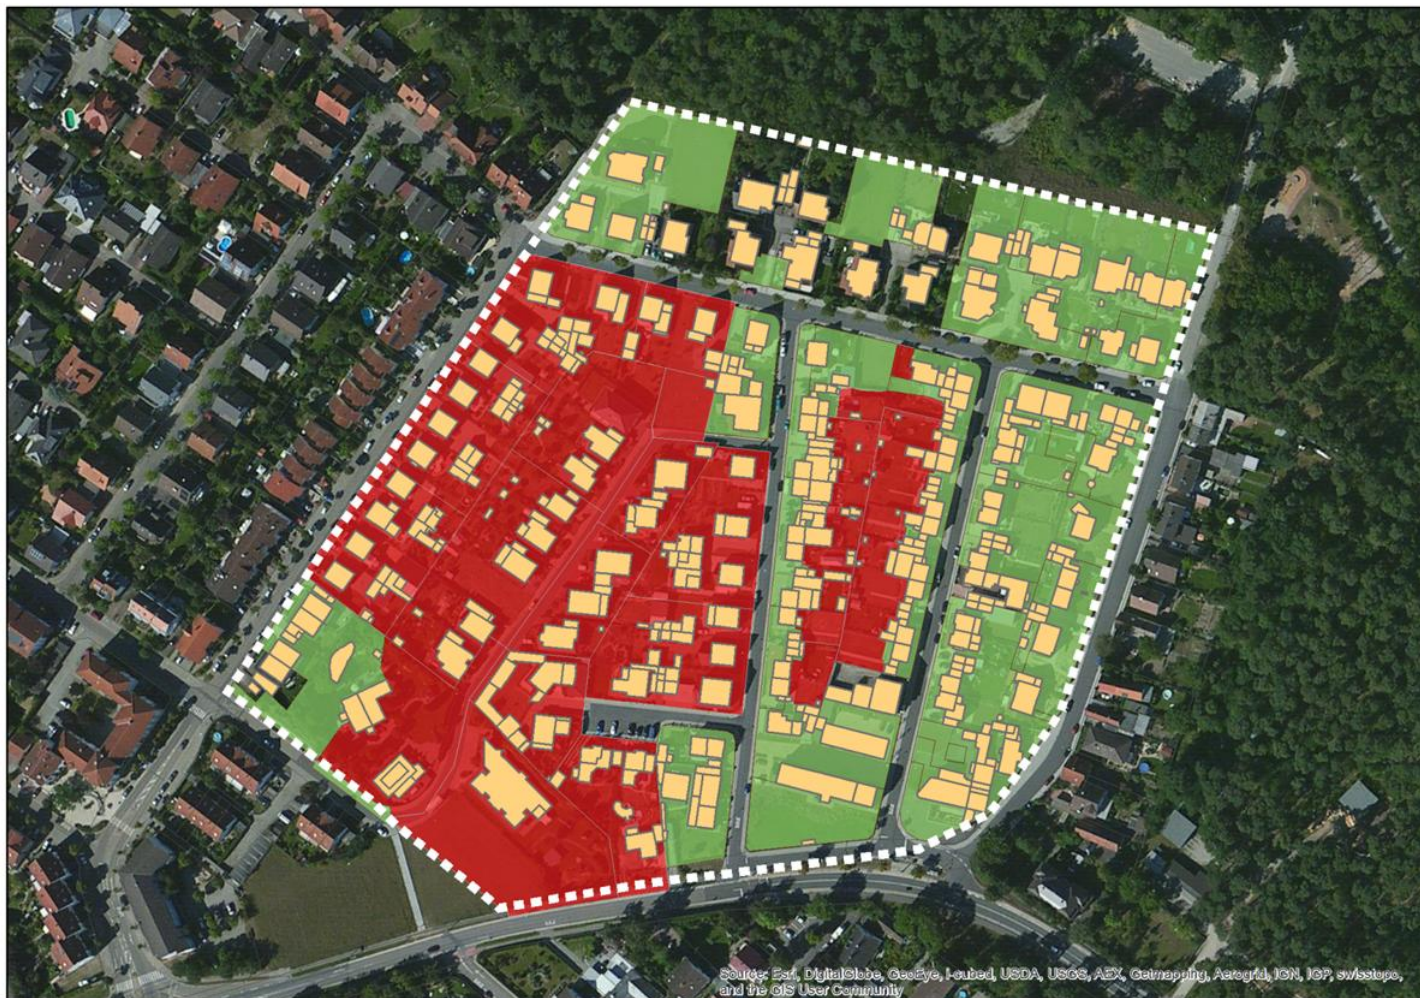 Source: Esri, DigitalGlobe, GeoEye, i-cubed, USDA, USGS, AEX, Getmapping, Aerogrid, IGN, IGP, swisstopo,
and the GIS User Community